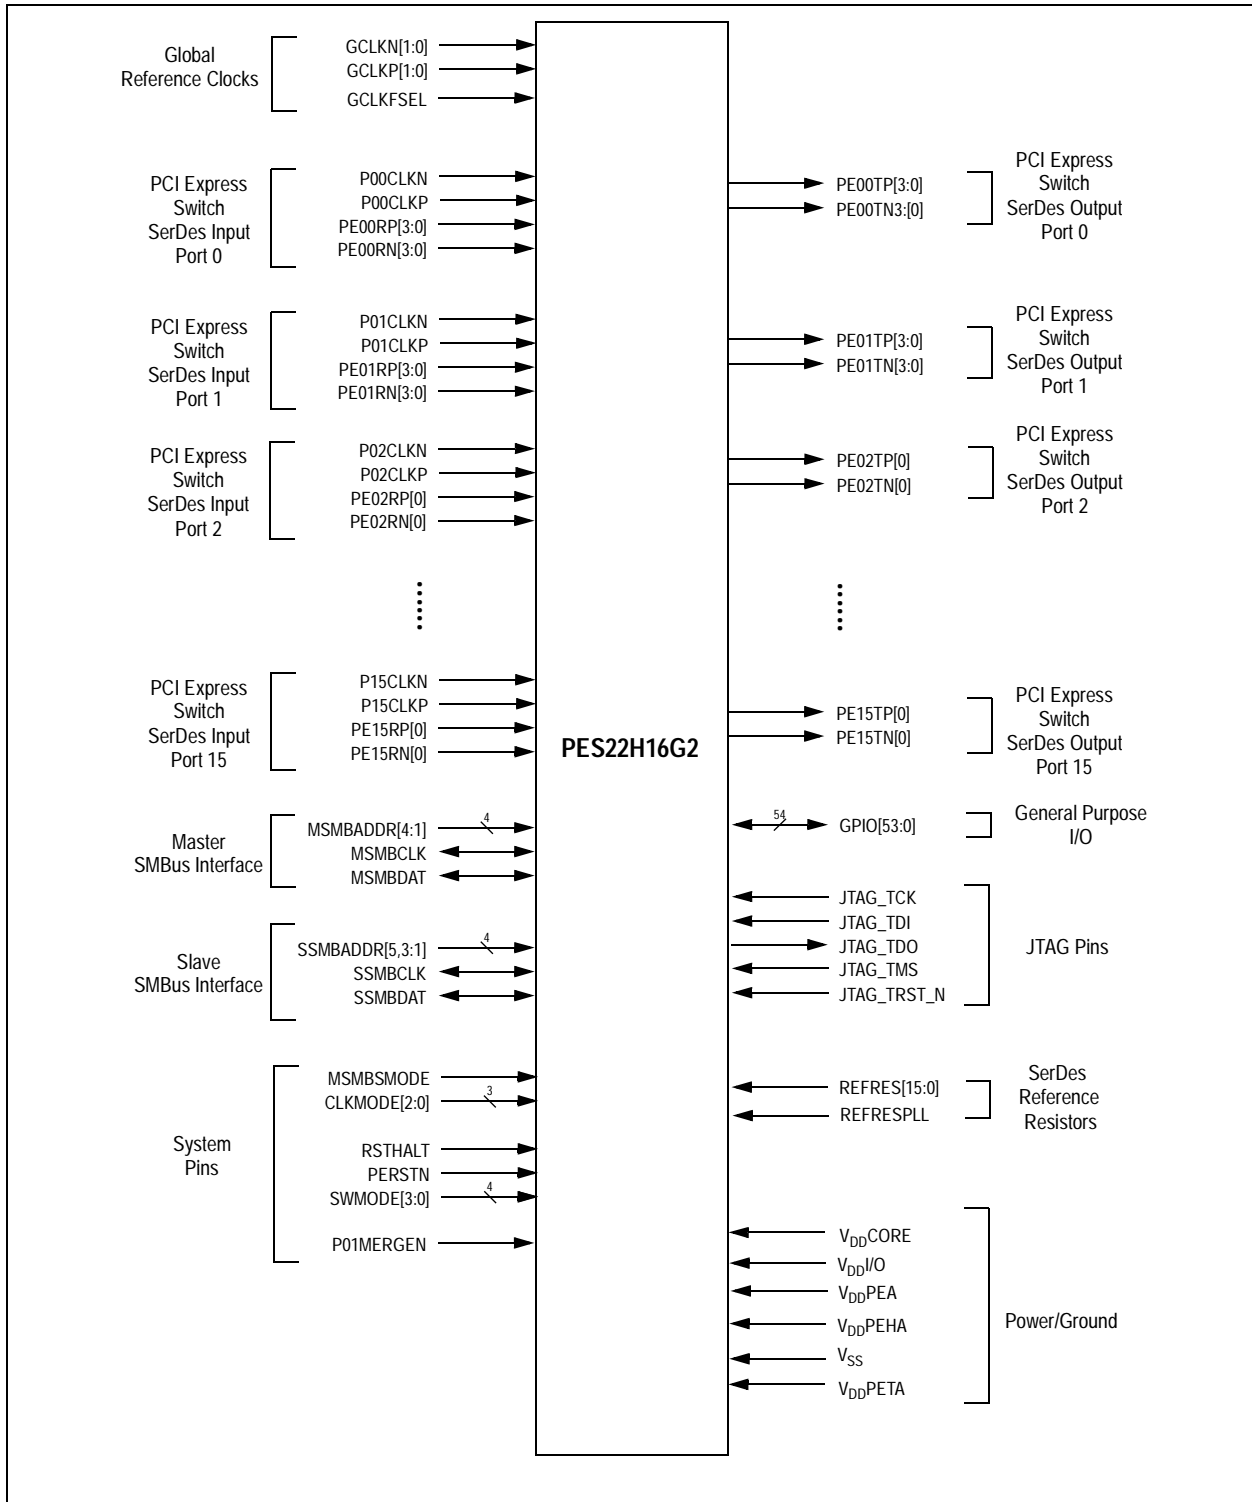 Global
Reference Clocks
GCLKN[1:0]
GCLKP[1:0]
GCLKFSEL
PCI Express
Switch
SerDes Input
Port 0
P00CLKN
P00CLKP
PE00RP[3:0]
PE00RN[3:0]
PCI Express
Switch
SerDes Input
Port 1
P01CLKN
P01CLKP
PE01RP[3:0]
PE01RN[3:0]
PCI Express
Switch
SerDes Input
Port 2
P02CLKN
P02CLKP
PE02RP[0]
PE02RN[0]
PCI Express
Switch
SerDes Input
Port 15
P15CLKN
P15CLKP
PE15RP[0]
PE15RN[0]
Master
SMBus Interface
MSMBADDR[4:1]
4
MSMBCLK
MSMBDAT
Slave
SMBus Interface
SSMBADDR[5,3:1]
4
SSMBCLK
SSMBDAT
System
Pins
MSMBSMODE
CLKMODE[2:0]
3
RSTHALT
PERSTN
SWMODE[3:0]
4
P01MERGEN
PES22H16G2
PE00TP[3:0]
PE00TN3:[0]
PCI Express
Switch
SerDes Output
Port 0
PE01TP[3:0]
PE01TN[3:0]
PCI Express
Switch
SerDes Output
Port 1
PE02TP[0]
PE02TN[0]
PCI Express
Switch
SerDes Output
Port 2
PE15TP[0]
PE15TN[0]
PCI Express
Switch
SerDes Output
Port 15
54
GPIO[53:0]
General Purpose
I/O
JTAG_TCK
JTAG_TDI
JTAG_TDO
JTAG_TMS
JTAG_TRST_N
JTAG Pins
REFRES[15:0]
REFRESPLL
SerDes
Reference
Resistors
VDDCORE
VDDI/O
VDDPEA
VDDPEHA
VSS
VDDPETA
Power/Ground